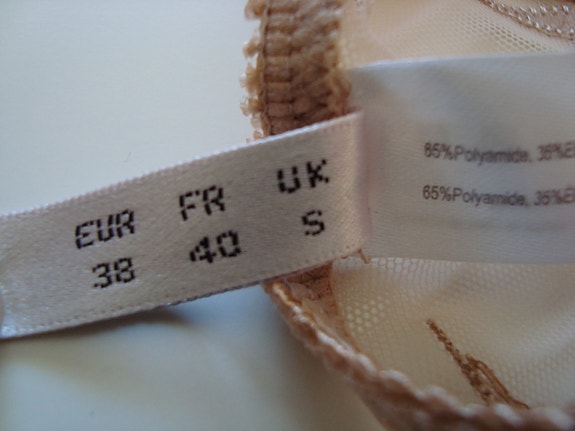 EUR FR UK
38 40 S
65%Polyamide, 35%
65%Polyamide, 35%